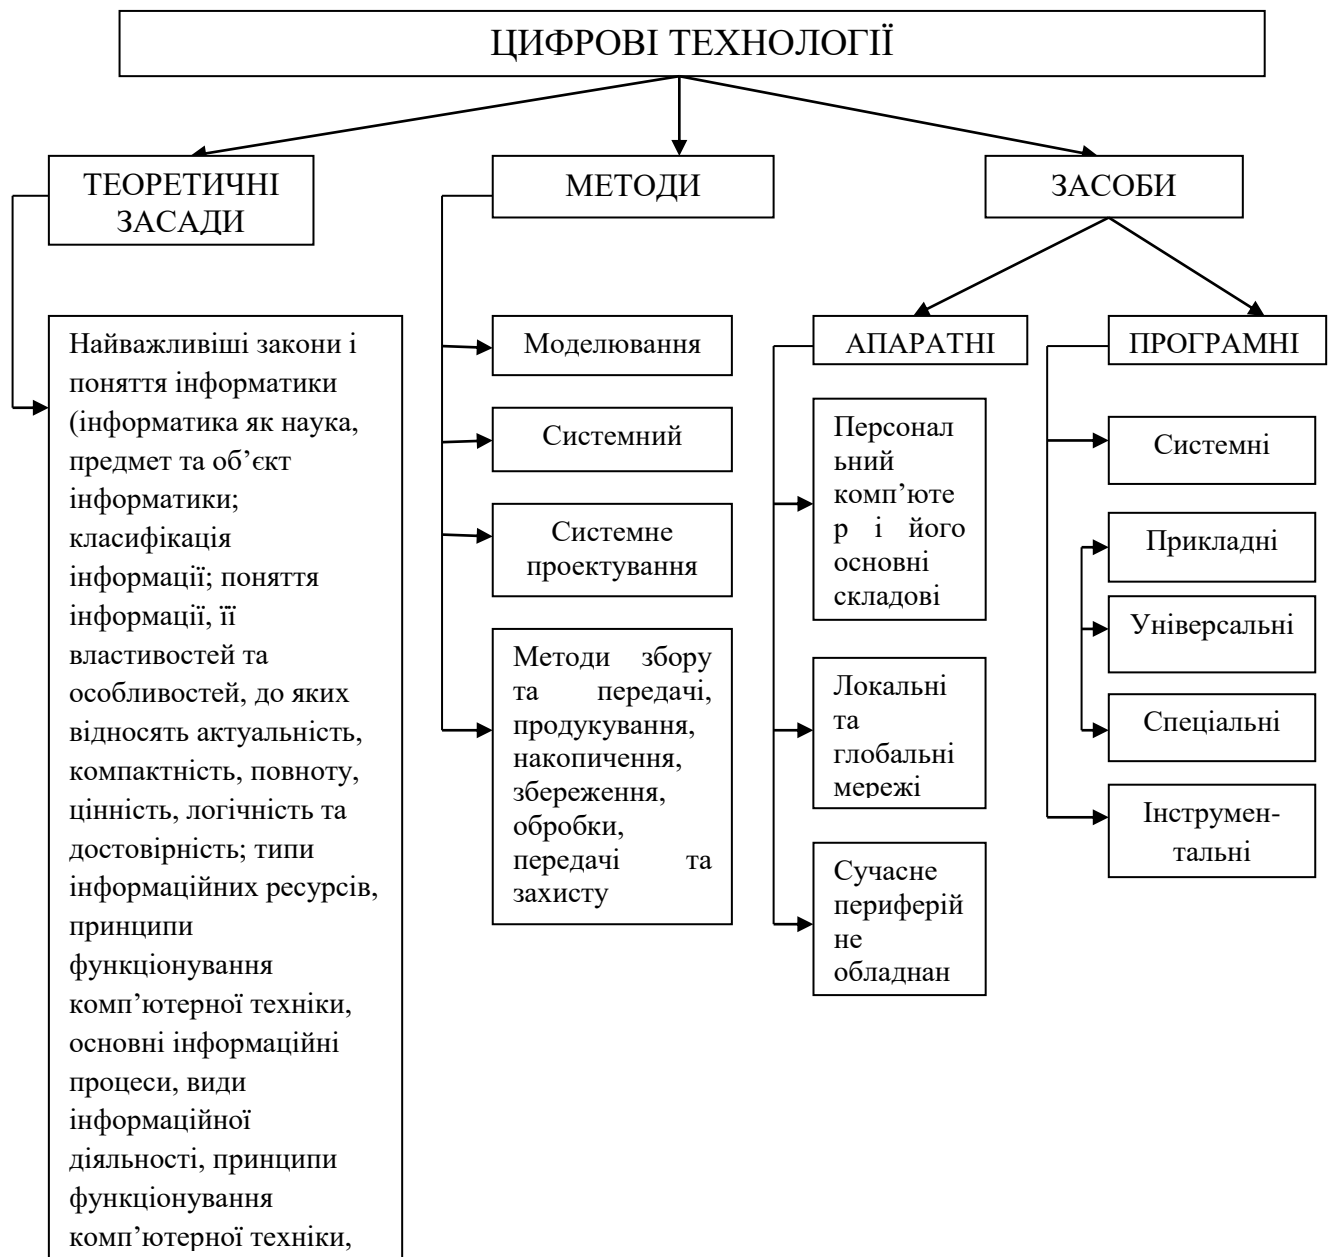 ЦИФРОВІ ТЕХНОЛОГІЇ
ТЕОРЕТИЧНІ
ЗАСАДИ
МЕТОДИ
ЗАСОБИ
Найважливіші закони і
поняття інформатики
(інформатика як наука,
предмет та об’єкт
інформатики;
класифікація
інформації; поняття
інформації, її
властивостей та
особливостей, до яких
відносять актуальність,
компактність, повноту,
цінність, логічність та
достовірність; типи
інформаційних ресурсів,
принципи
функціонування
комп’ютерної техніки,
основні інформаційні
процеси, види
інформаційної
діяльності, принципи
функціонування
комп’ютерної техніки,
Моделювання
Системний
Системне
проектування
Методи збору
та передачі,
продукування,
накопичення,
збереження,
обробки,
передачі та
захисту
АПАРАТНІ
Персонал
ьний
комп’юте
р і його
основні
складові
Локальні
та
глобальні
мережі
Сучасне
периферій
не
обладнан
ПРОГРАМНІ
Системні
Прикладні
Універсальні
Спеціальні
Інструмен-
тальні